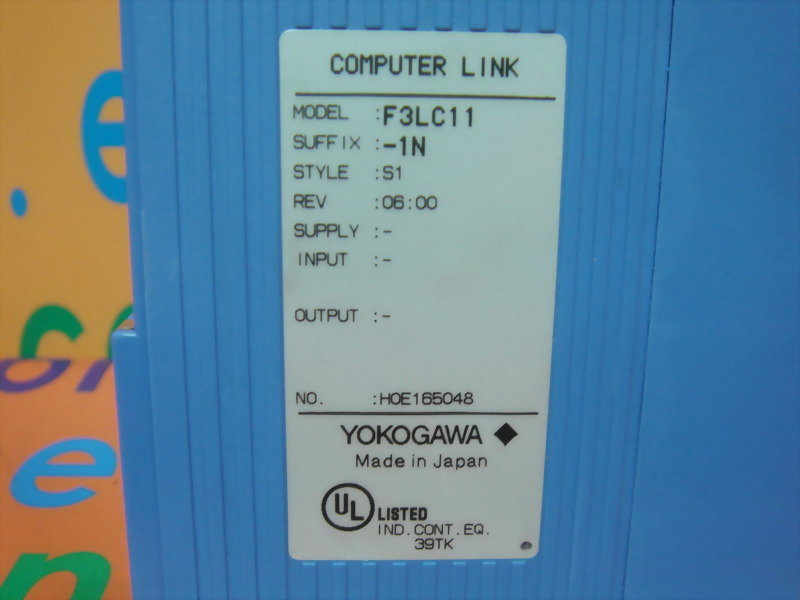 COMPUTER LINK
MODEL :F3LC11
SUFFIX :-1N
STYLE :S1
REV :06:00
SUPPLY :-
INPUT :-
OUTPUT :-
NO. :H0E165048
YOKOGAWA
Made in Japan
UL LISTED
IND.CONT.EQ.
39TK